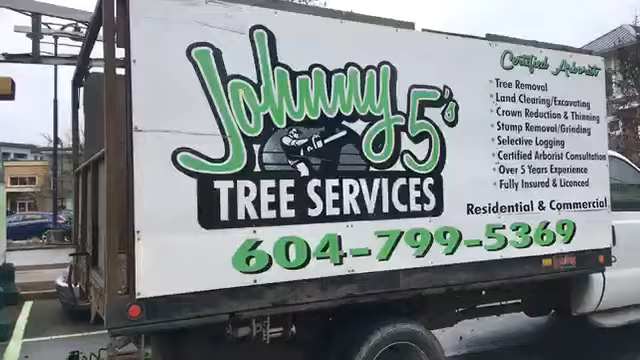 Johnny 5's
TREE SERVICES
604-799-5369
Certified Arborist
• Tree Removal
• Land Clearing/Excavating
• Crown Reduction & Thinning
• Stump Removal/Grinding
• Selective Logging
• Certified Arborist Consultation
• Over 5 Years Experience
• Fully Insured & Licenced
Residential & Commercial